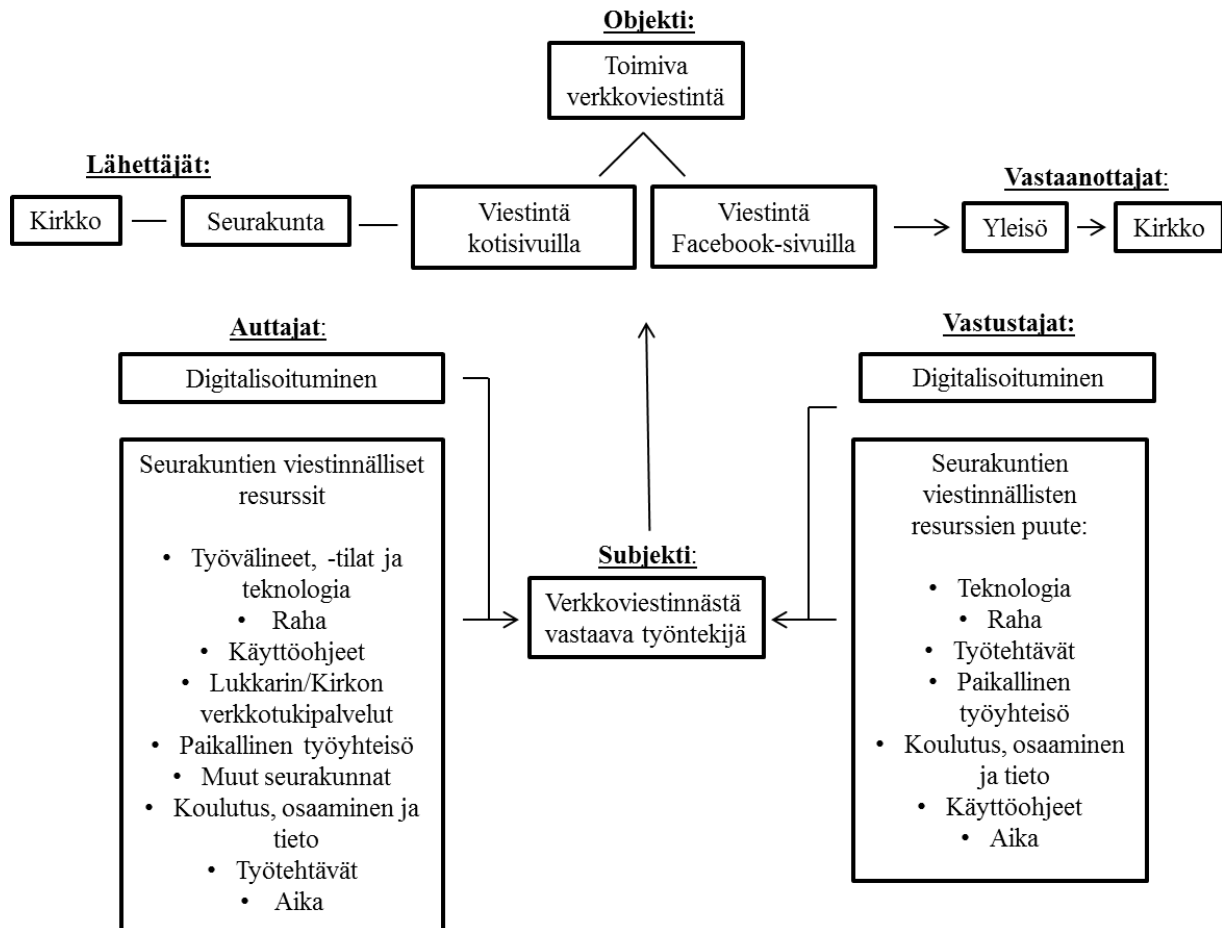 Objekti:
Toimiva
verkkoviestintä
Lähettäjät:
Kirkko
Seurakunta
Viestintä
kotisivuilla
Viestintä
Facebook-sivuilla
Vastaanottajat:
Yleisö
Kirkko
Auttajat:
Digitalisoituminen
Seurakuntien viestinnälliset
resurssit
• Työvälineet, -tilat ja
teknologia
• Raha
• Käyttöohjeet
• Lukkarin/Kirkon
verkkotukipalvelut
• Paikallinen työyhteisö
• Muut seurakunnat
• Koulutus, osaaminen ja
tieto
• Työtehtävät
• Aika
Subjekti:
Verkkoviestinnästä
vastaava työntekijä
Vastustajat:
Digitalisoituminen
Seurakuntien
viestinnällisten
resurssien puute:
• Teknologia
• Raha
• Työtehtävät
• Paikallinen
työyhteisö
• Koulutus, osaaminen
ja tieto
• Käyttöohjeet
• Aika